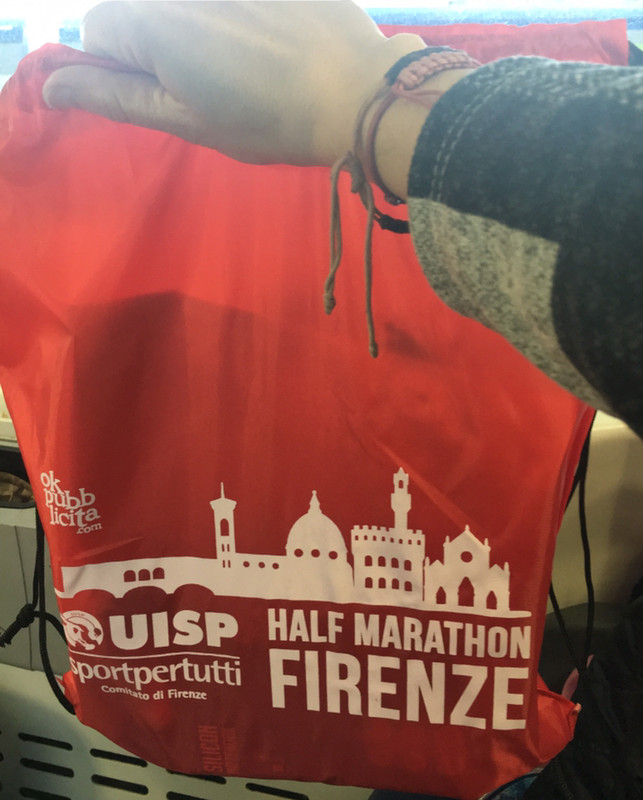 ok
pubb
licita
.com
UISP
sportpertutti
Comitato di Firenze
HALF MARATHON
FIRENZE